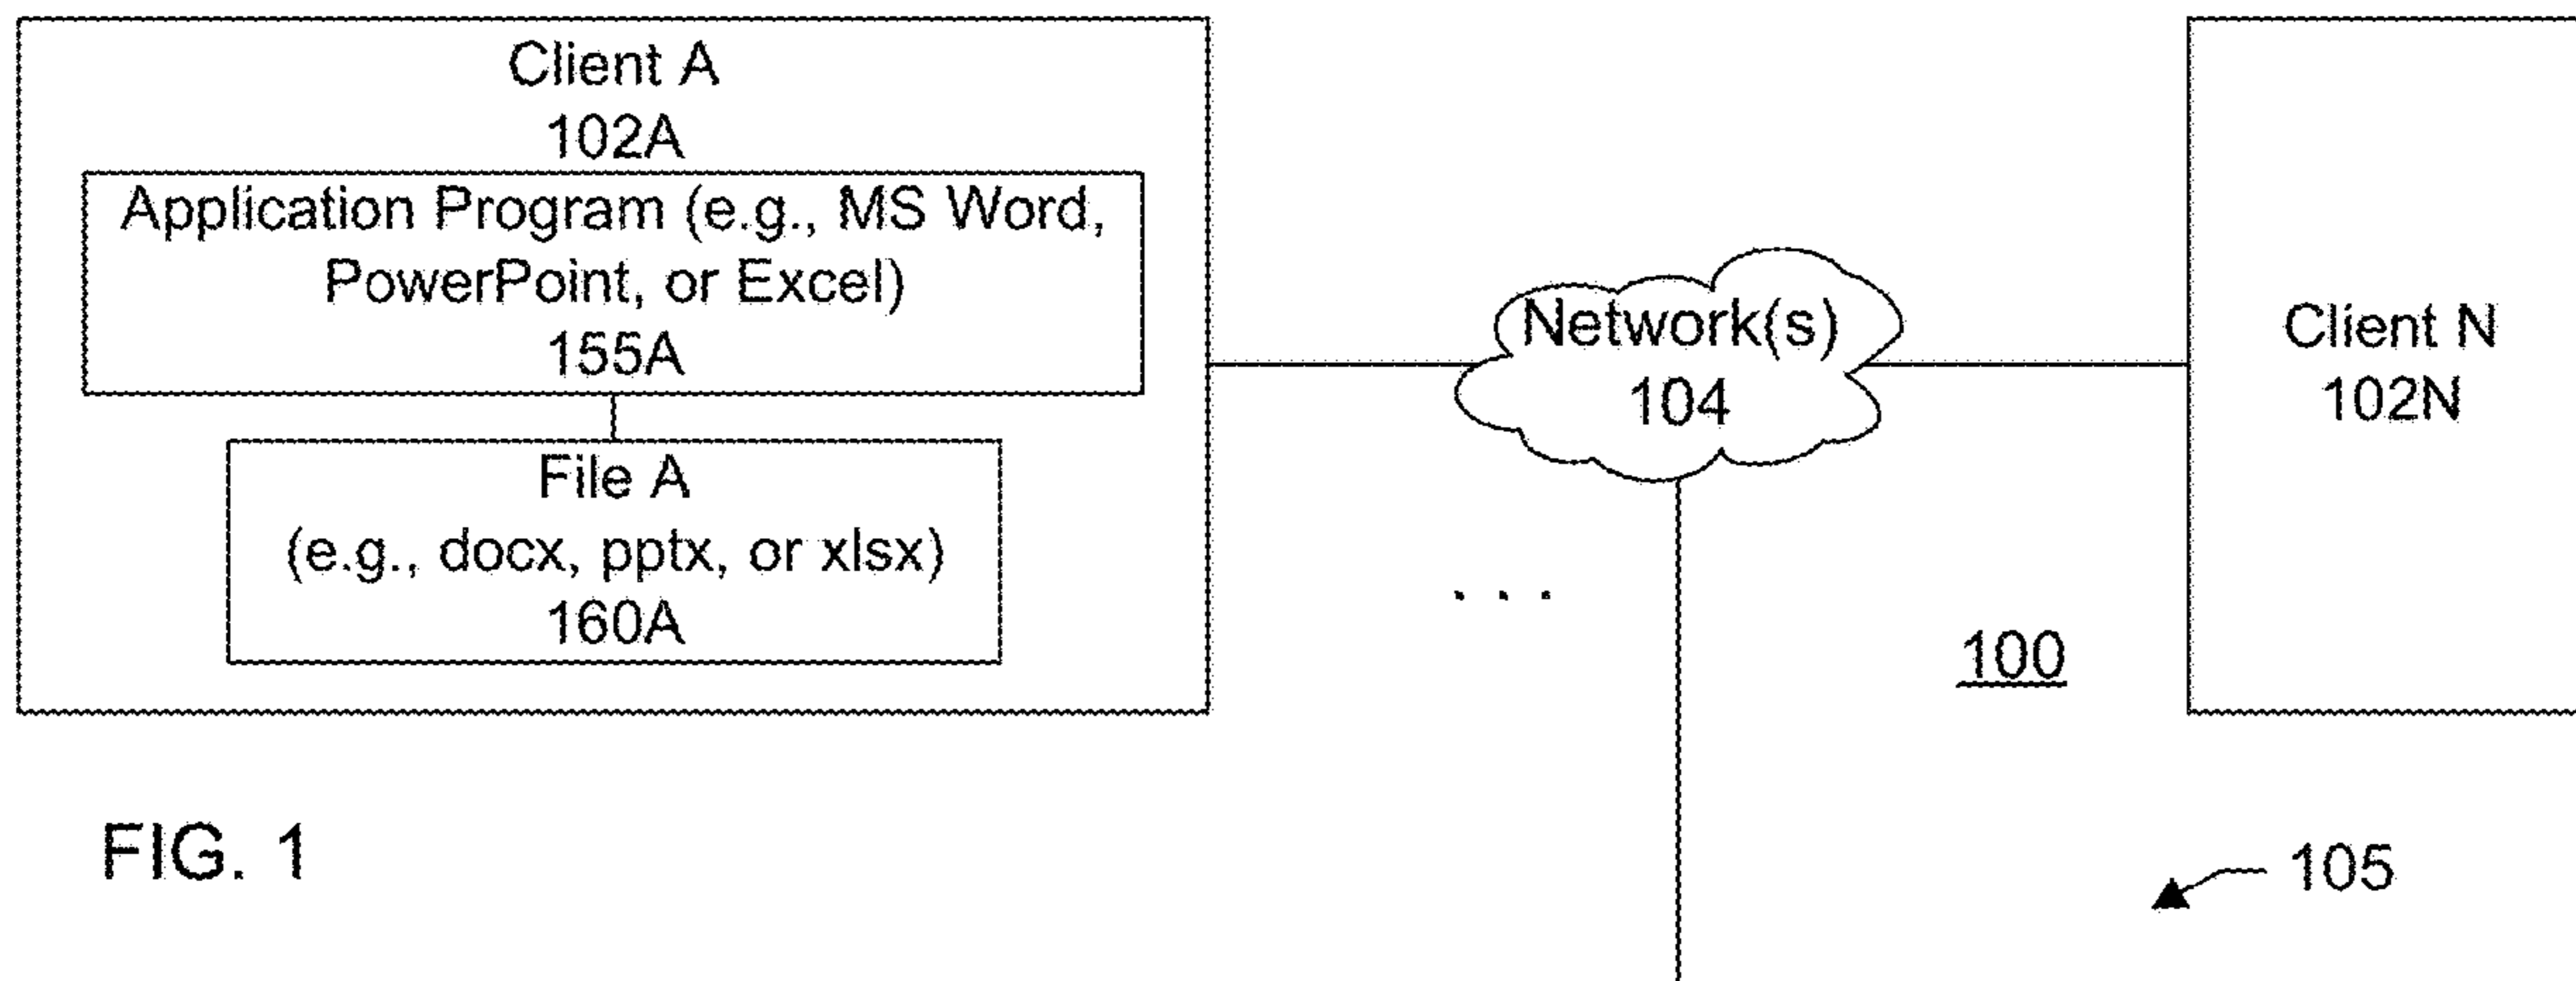 Client A
102A
Application Program (e.g., MS Word,
PowerPoint, or Excel)
155A
File A
(e.g., docx, pptx, or xlsx)
160A
Network(s)
104
. . .
Client N
102N
100
FIG. 1
105